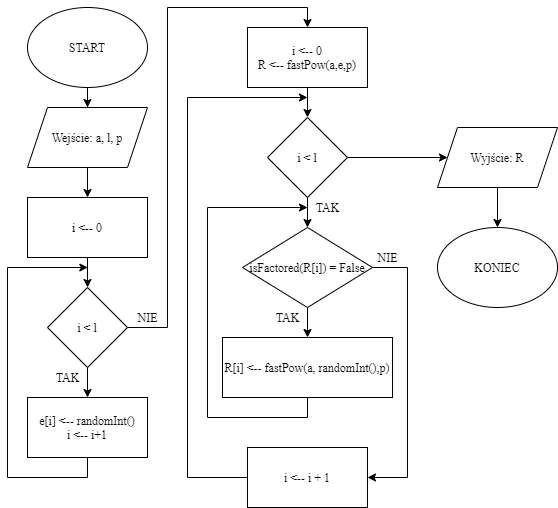 START
Wejście: a, l, p
i <-- 0
i < l
NIE
TAK
e[i] <-- randomInt()
i <-- i+1
i <-- 0
R <-- fastPow(a,e,p)
i < l
TAK
isFactored(R[i]) = False
NIE
TAK
R[i] <-- fastPow(a, randomInt(),p)
i <-- i + 1
Wyjście: R
KONIEC